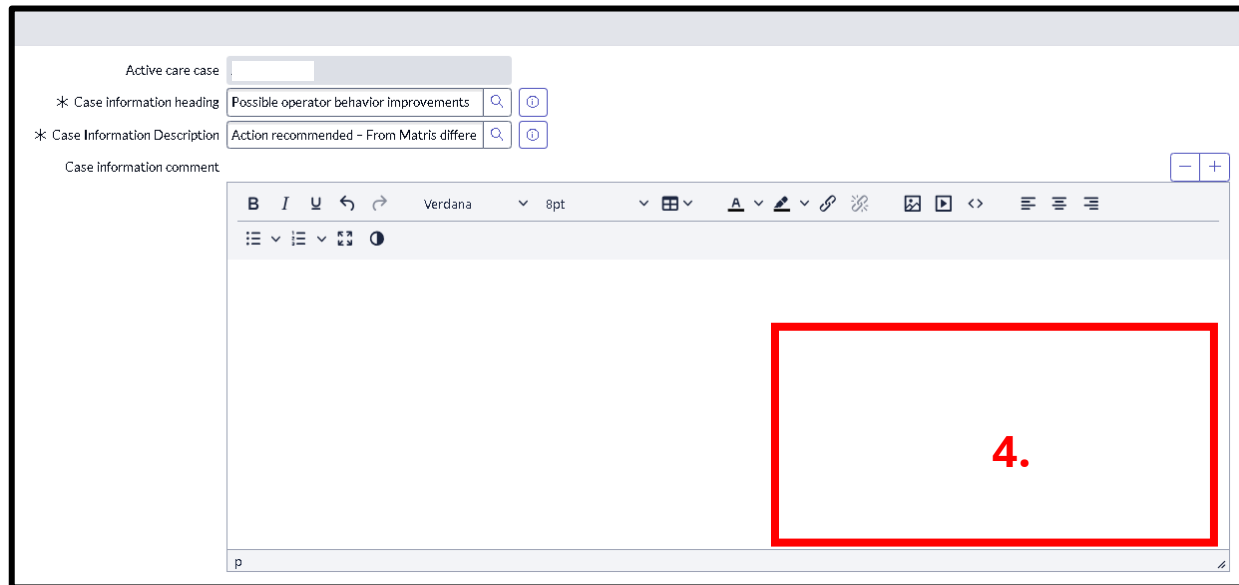 Active care case
* Case information heading Possible operator behavior improvements
* Case Information Description Action recommended – From Matris differe
Case information comment
B I U Verdana 8pt A
4.
p